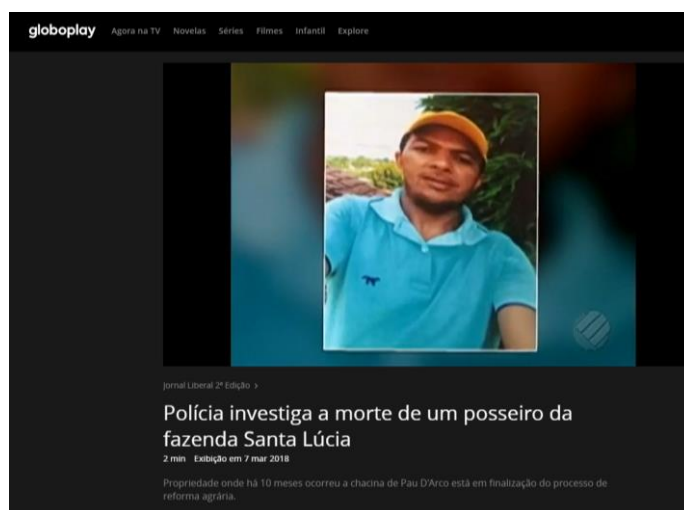 globoplay Agora na TV Novelas Séries Filmes Infantil Explore
Jornal Liberal 2ª Edição >
Polícia investiga a morte de um posseiro da
fazenda Santa Lúcia
2 min Exibição em 7 mar 2018
Propriedade onde há 10 meses ocorreu a chacina de Pau D'Arco está em finalização do processo de
reforma agrária.